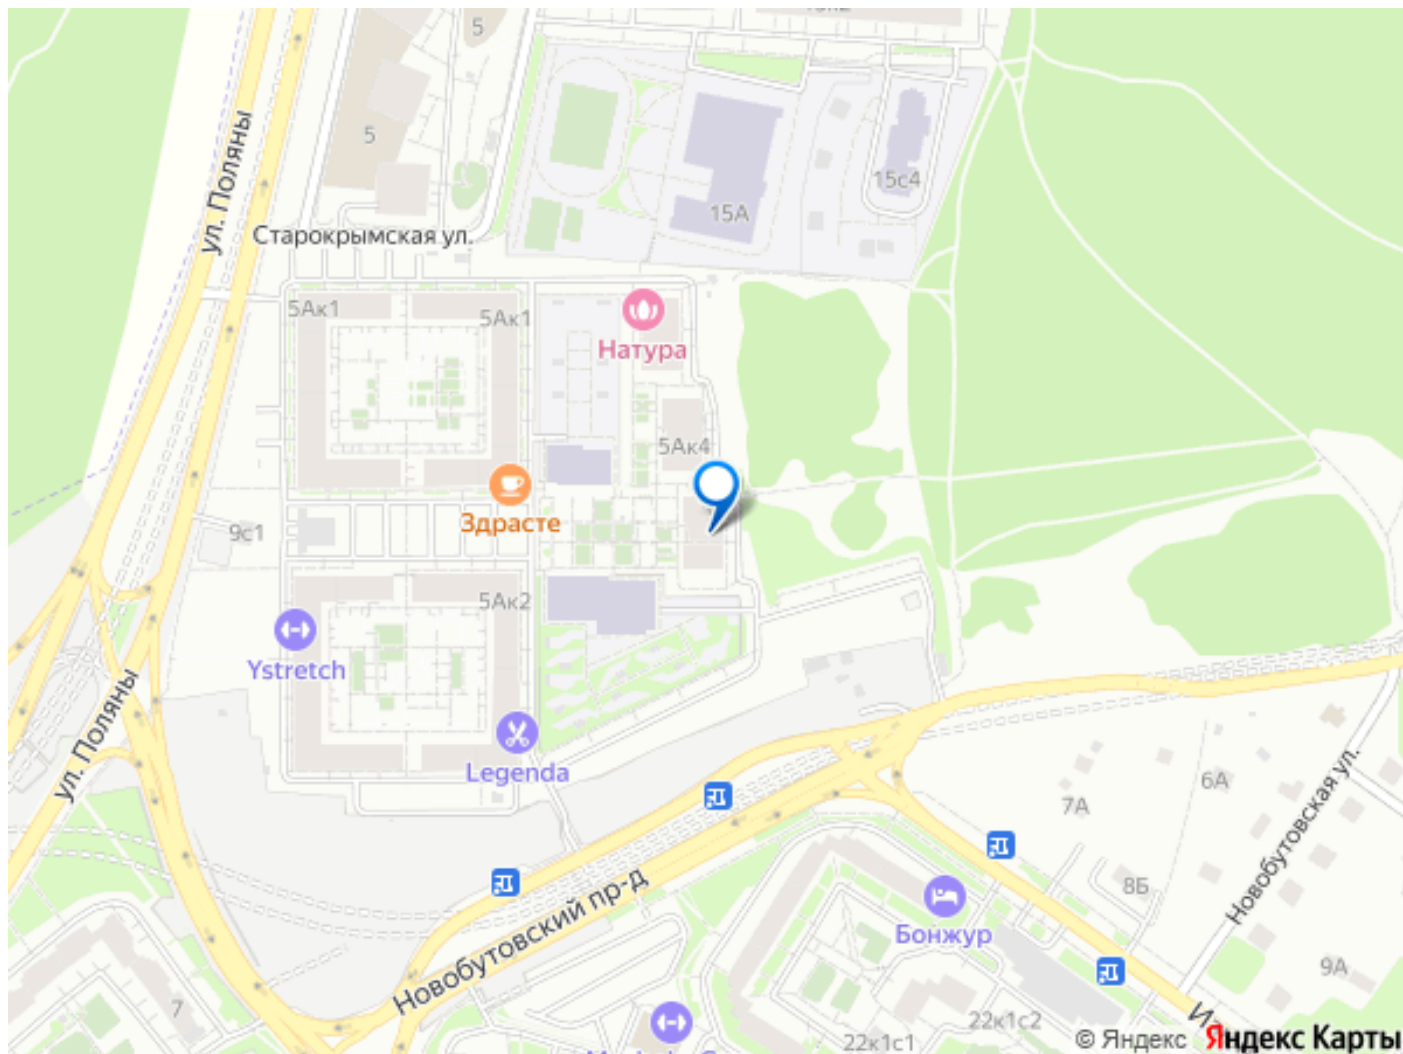 5
5
ул. Поляны
15с4
15А
Старокрымская ул.
5Ак1
5Ак1
Натура
5Ак4
Здрасте
9с1
5Ак2
Ystretch
ул. Поляны
Legenda
6А
7А
Новобутовская ул.
8Б
Новобутовский пр-д
Бонжур
9А
7
22к1с2
22к1с1
© Яндекс Яндекс Карты